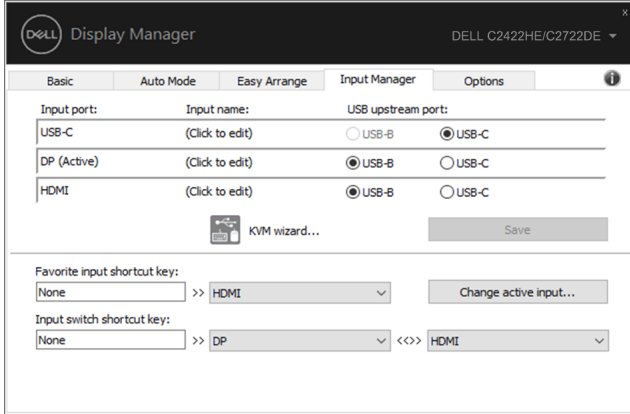 DELL Display Manager
x
DELL C2422HE/C2722DE
Basic Auto Mode Easy Arrange Input Manager Options
Input port: Input name: USB upstream port:
USB-C (Click to edit) USB-B USB-C
DP (Active) (Click to edit) USB-B USB-C
HDMI (Click to edit) USB-B USB-C
KVM wizard... Save
Favorite input shortcut key:
None >> HDMI Change active input...
Input switch shortcut key:
None >> DP <<>> HDMI